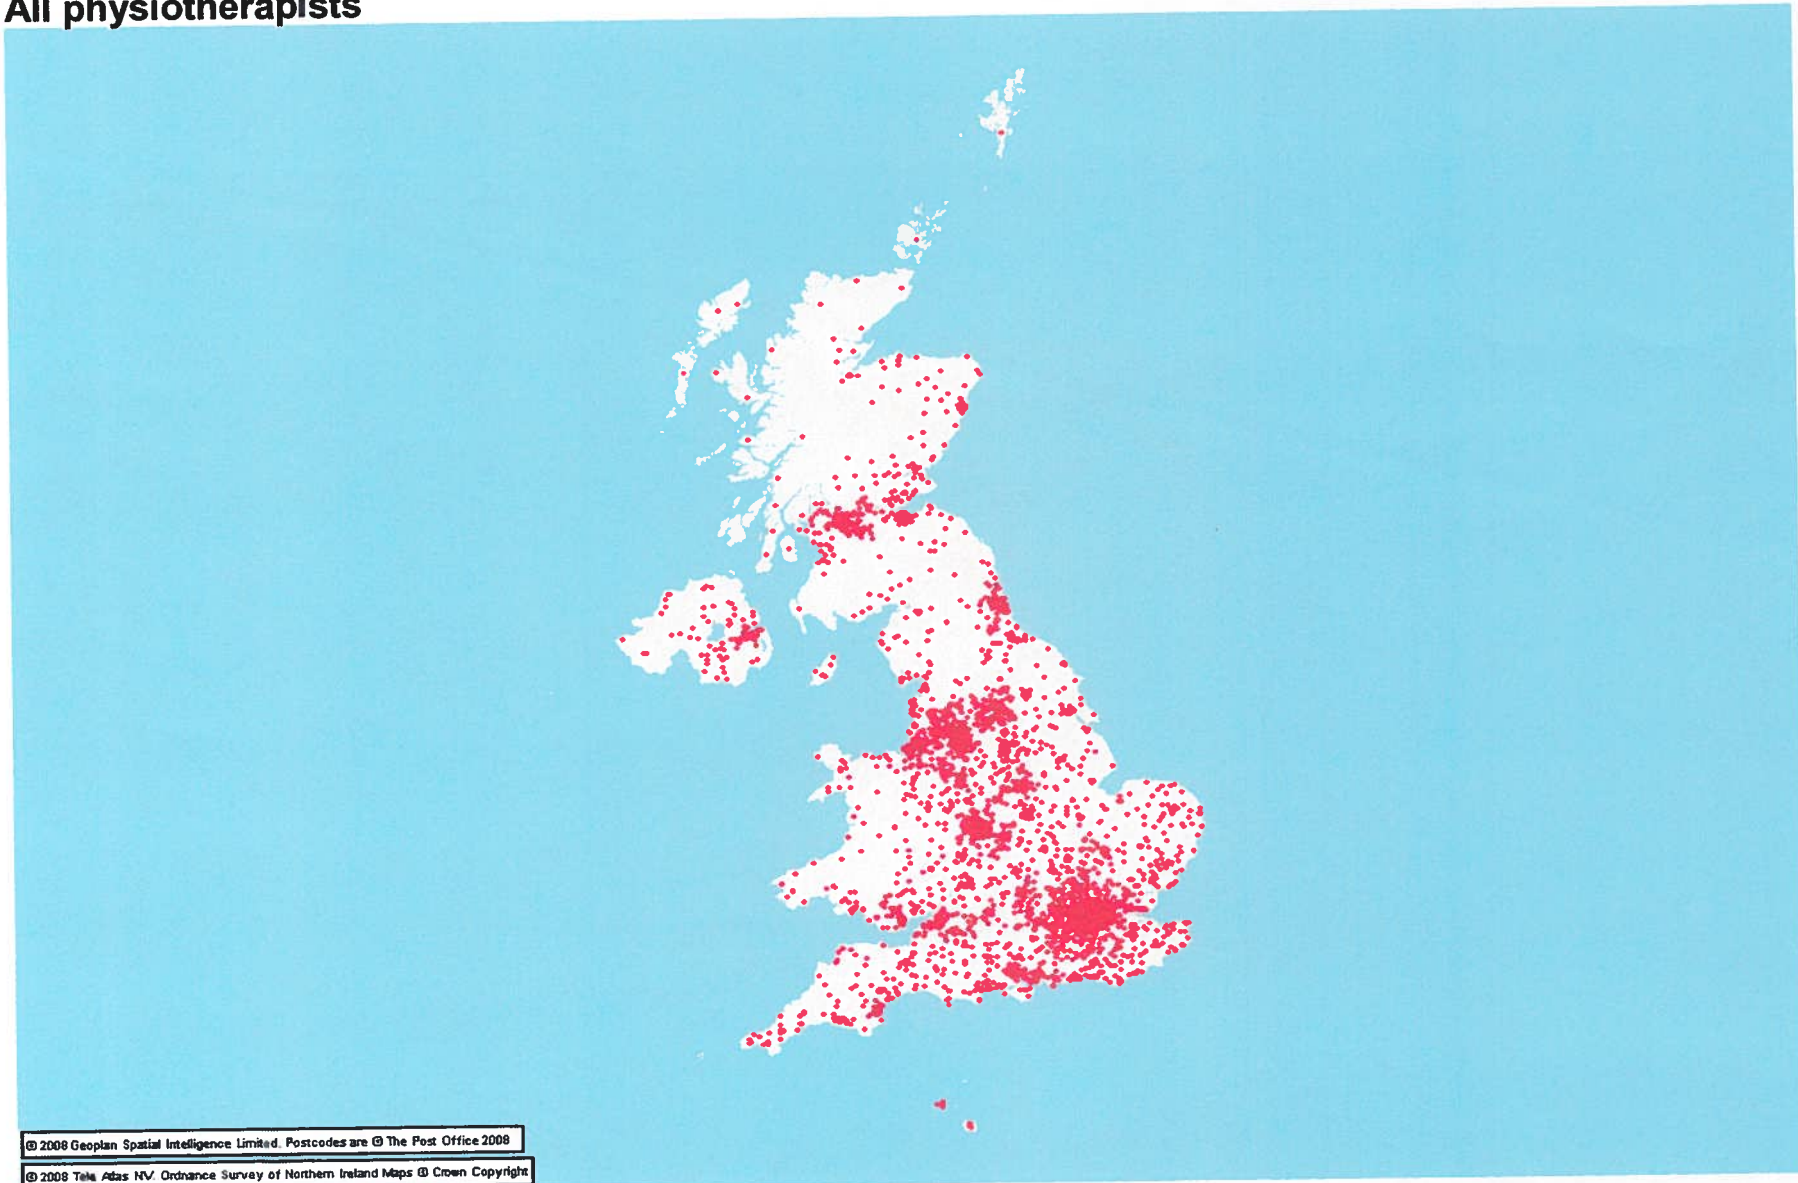 All physiotherapists
© 2008 Geoplan Spatial Intelligence Limited. Postcodes are © The Post Office 2008
© 2008 Tele Atlas NV. Ordnance Survey of Northern Ireland Maps © Crown Copyright